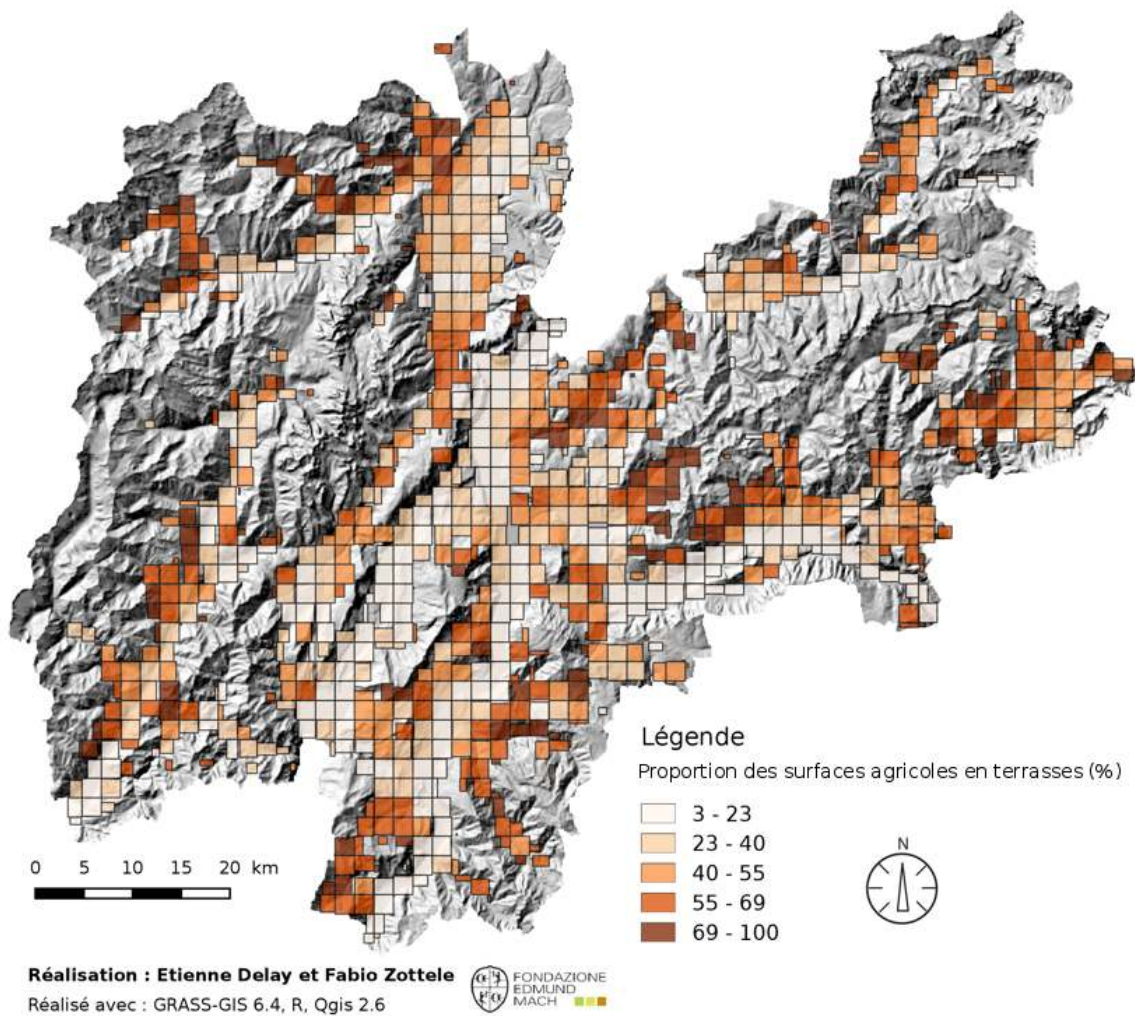 Légende
Proportion des surfaces agricoles en terrasses (%)
3 - 23
23 - 40
40 - 55
55 - 69
69 - 100
N
0 5 10 15 20 km
Réalisation : Etienne Delay et Fabio Zottele
Réalisé avec : GRASS-GIS 6.4, R, Qgis 2.6
FONDAZIONE
EDMUND
MACH